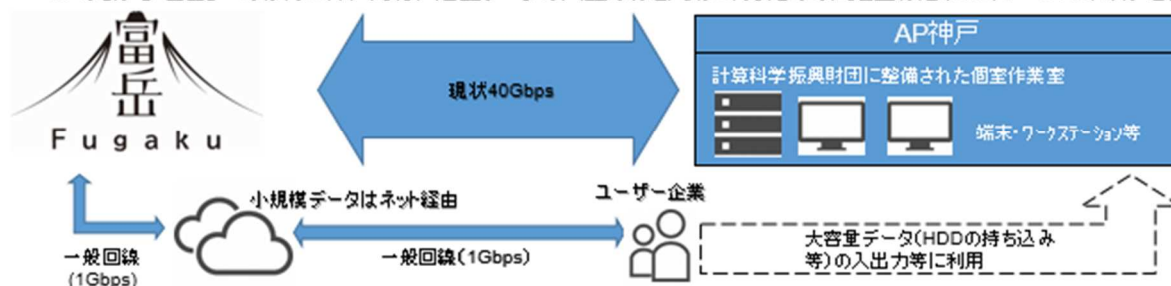 富
岳
Fugaku
現状40Gbps
AP神戸
計算科学振興財団に整備された個室作業室
端末・ワークステーション等
小規模データはネット経由
ユーザー企業
一般回線
(1Gbps)
一般回線(1Gbps)
大容量データ(HDDの持ち込み
等)の入出力等に利用